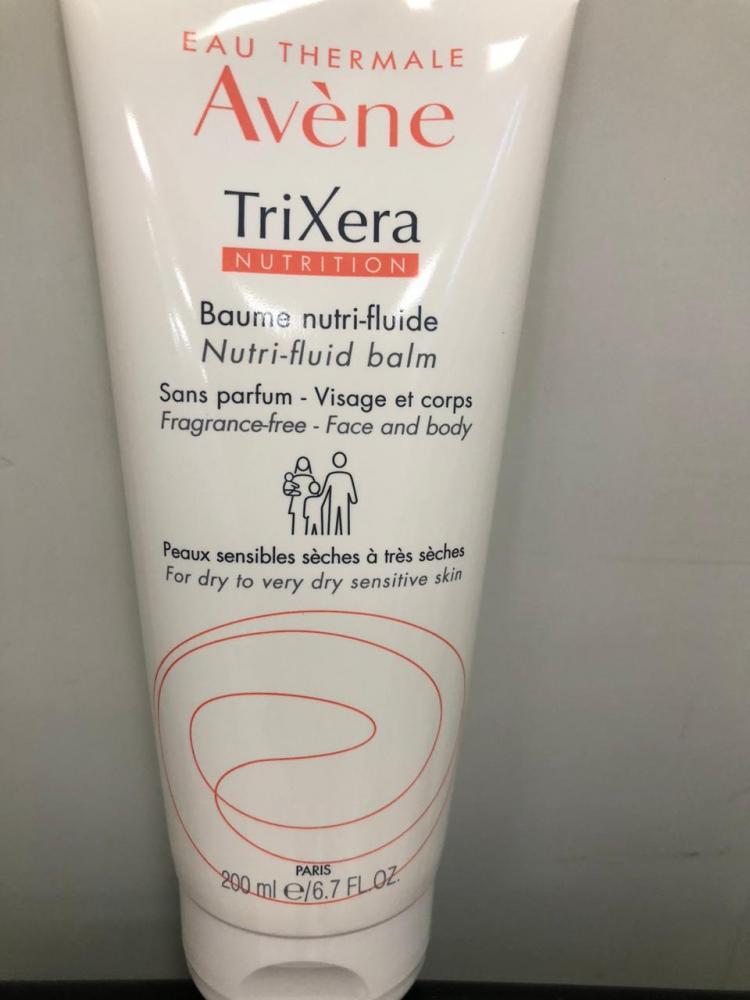 EAU THERMALE
Avène
TriXera
NUTRITION
Baume nutri-fluide
Nutri-fluid balm
Sans parfum - Visage et corps
Fragrance-free - Face and body
Peaux sensibles sèches à très sèches
For dry to very dry sensitive skin
PARIS
200 ml ℮/6.7 FL.OZ.